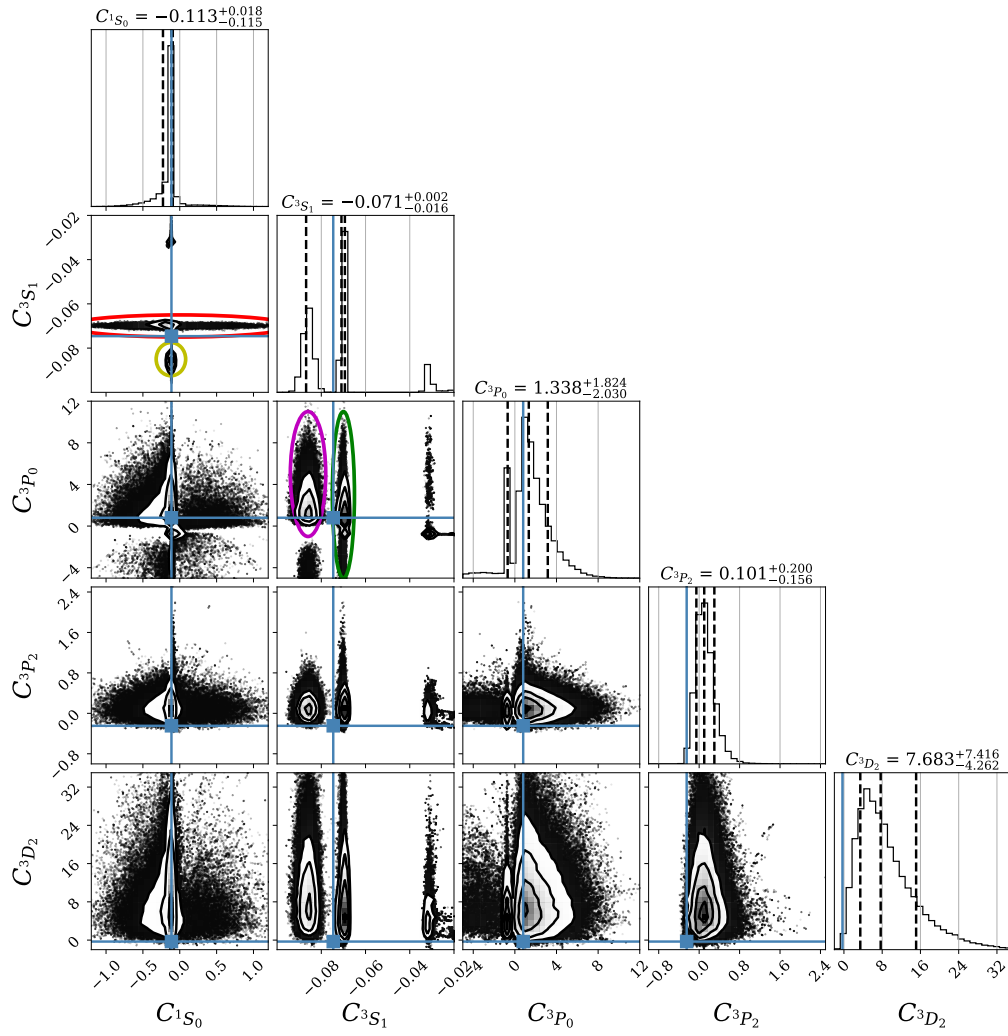 C¹S₀ = −0.113 +0.018 −0.115
−0.02
−0.04
−0.06
−0.08
C³S₁
C³S₁ = −0.071 +0.002 −0.016
12
8
4
0
−4
C³P₀
C³P₀ = 1.338 +1.824 −2.030
2.4
1.6
0.8
0.0
−0.8
C³P₂
C³P₂ = 0.101 +0.200 −0.156
32
24
16
8
0
C³D₂
C³D₂ = 7.683 +7.416 −4.262
−1.0 −0.5 0.0 0.5 1.0
−0.08 −0.06 −0.04 −0.02
−4 0 4 8 12
−0.8 0.0 0.8 1.6 2.4
0 8 16 24 32
C¹S₀ C³S₁ C³P₀ C³P₂ C³D₂